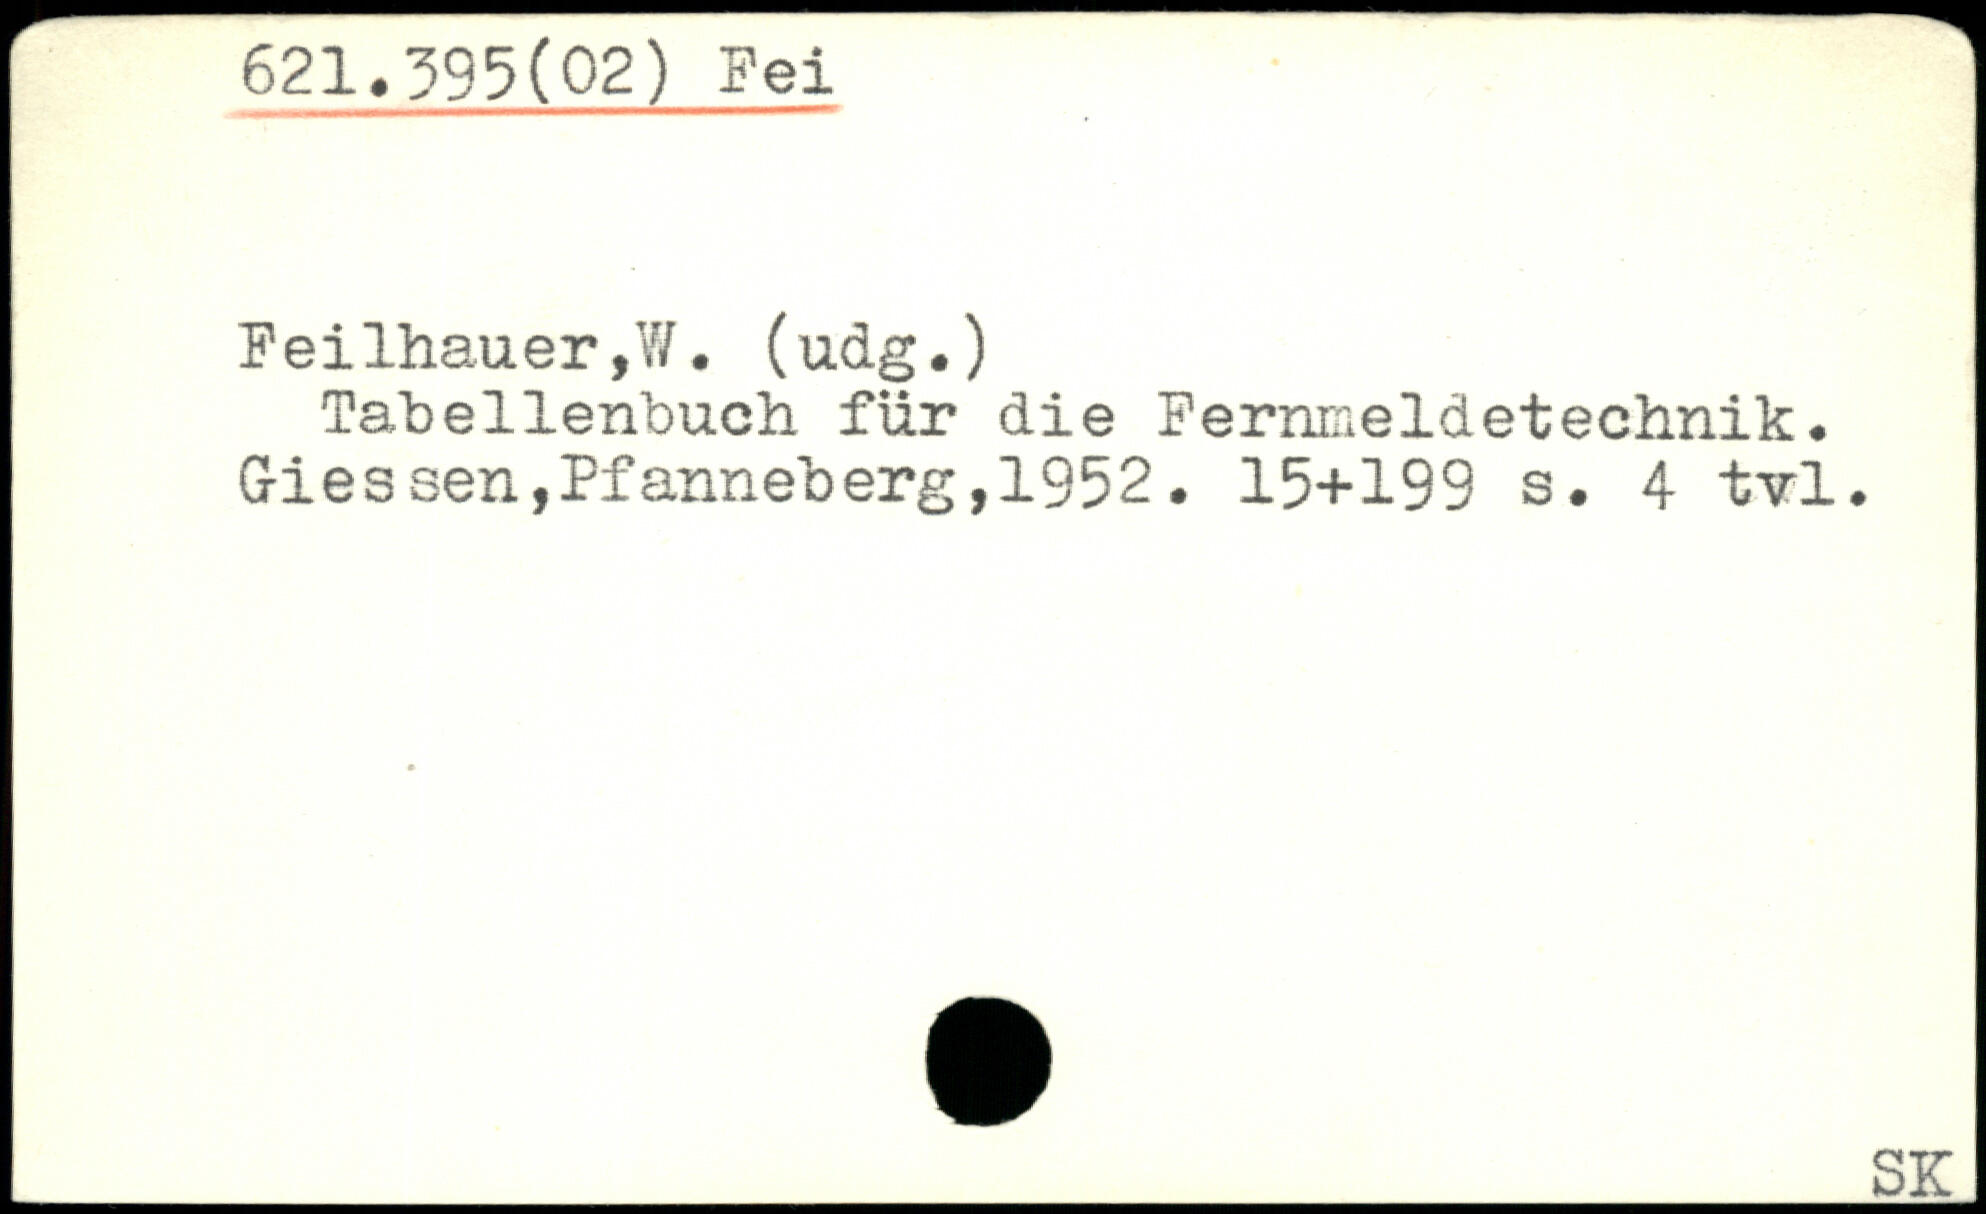 621.395(02) Fei
Feilhauer,W. (udg.)
Tabellenbuch für die Fernmeldetechnik.
Giessen,Pfanneberg,1952. 15+199 s. 4 tvl.
SK